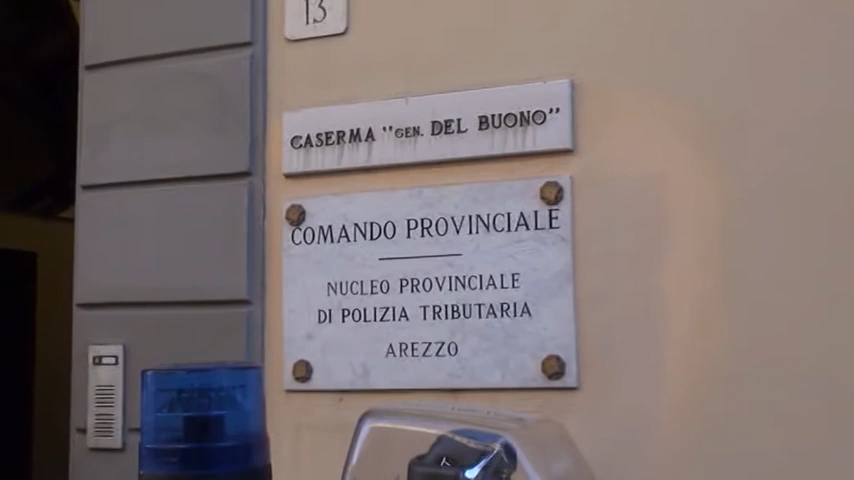 13
CASERMA "GEN. DEL BUONO"
COMANDO PROVINCIALE
NUCLEO PROVINCIALE
DI POLIZIA TRIBUTARIA
AREZZO